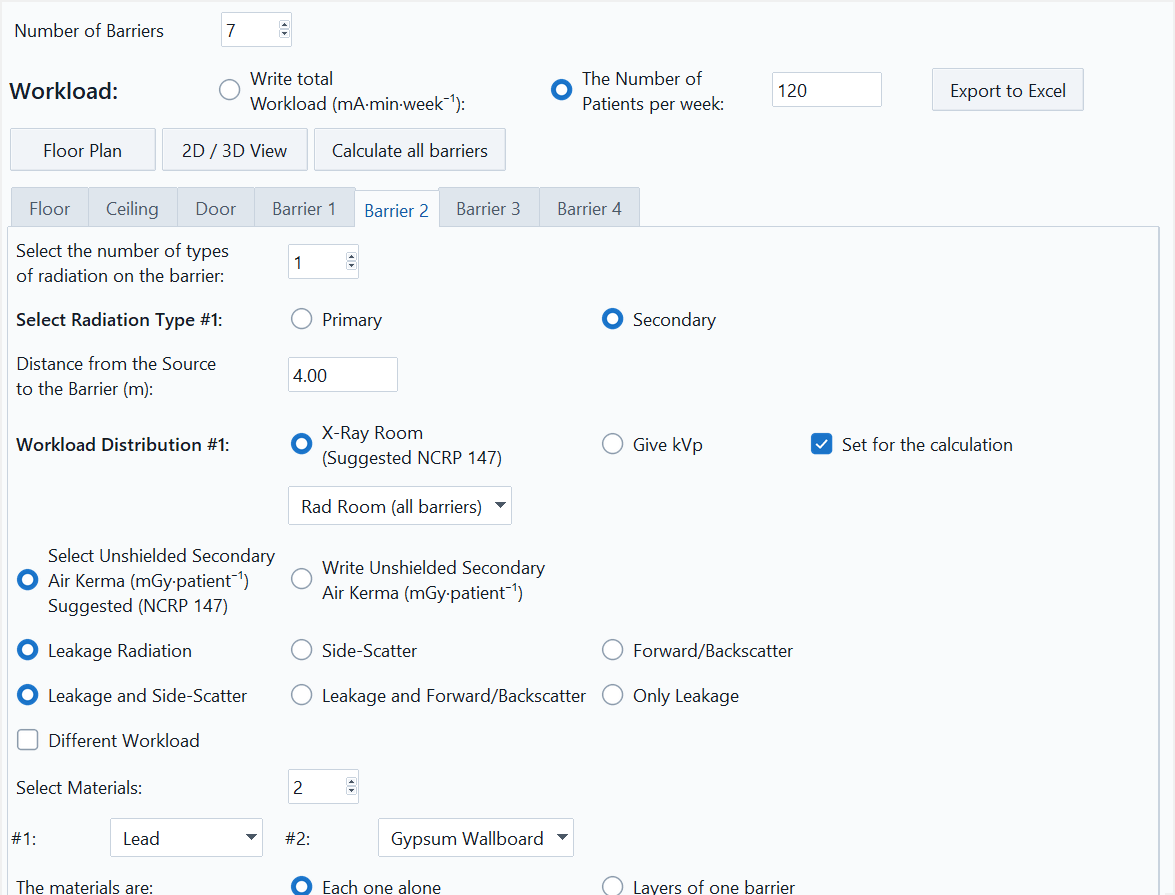 Number of Barriers 7
Workload: Write total Workload (mA·min·week⁻¹): The Number of Patients per week: 120 Export to Excel
Floor Plan 2D / 3D View Calculate all barriers
Floor Ceiling Door Barrier 1 Barrier 2 Barrier 3 Barrier 4
Select the number of types
of radiation on the barrier: 1
Select Radiation Type #1: Primary Secondary
Distance from the Source
to the Barrier (m): 4.00
Workload Distribution #1: X-Ray Room (Suggested NCRP 147) Give kVp Set for the calculation
Rad Room (all barriers)
Select Unshielded Secondary
Air Kerma (mGy·patient⁻¹)
Suggested (NCRP 147)
Write Unshielded Secondary
Air Kerma (mGy·patient⁻¹)
Leakage Radiation Side-Scatter Forward/Backscatter
Leakage and Side-Scatter Leakage and Forward/Backscatter Only Leakage
Different Workload
Select Materials: 2
#1: Lead #2: Gypsum Wallboard
The materials are: Each one alone Layers of one barrier